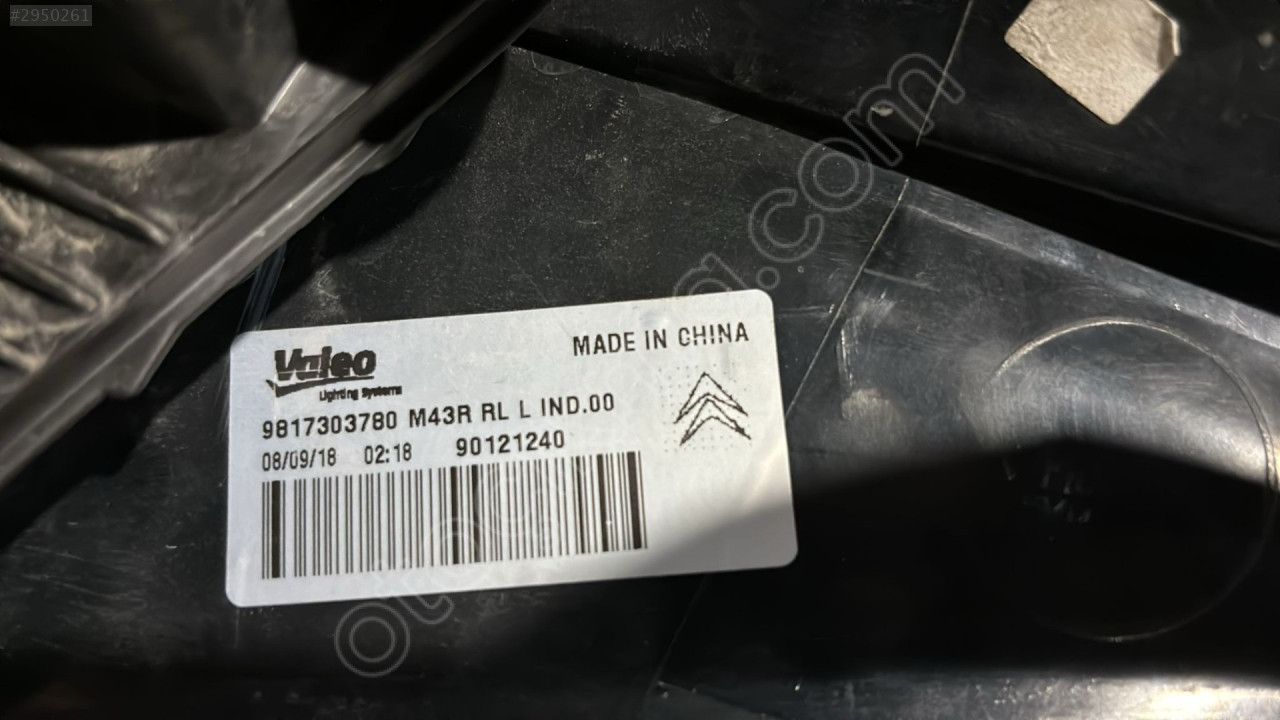 #2950261
Valeo
Lighting Systems
MADE IN CHINA
9817303780 M43R RL L IND.00
08/09/18 02:18 90121240